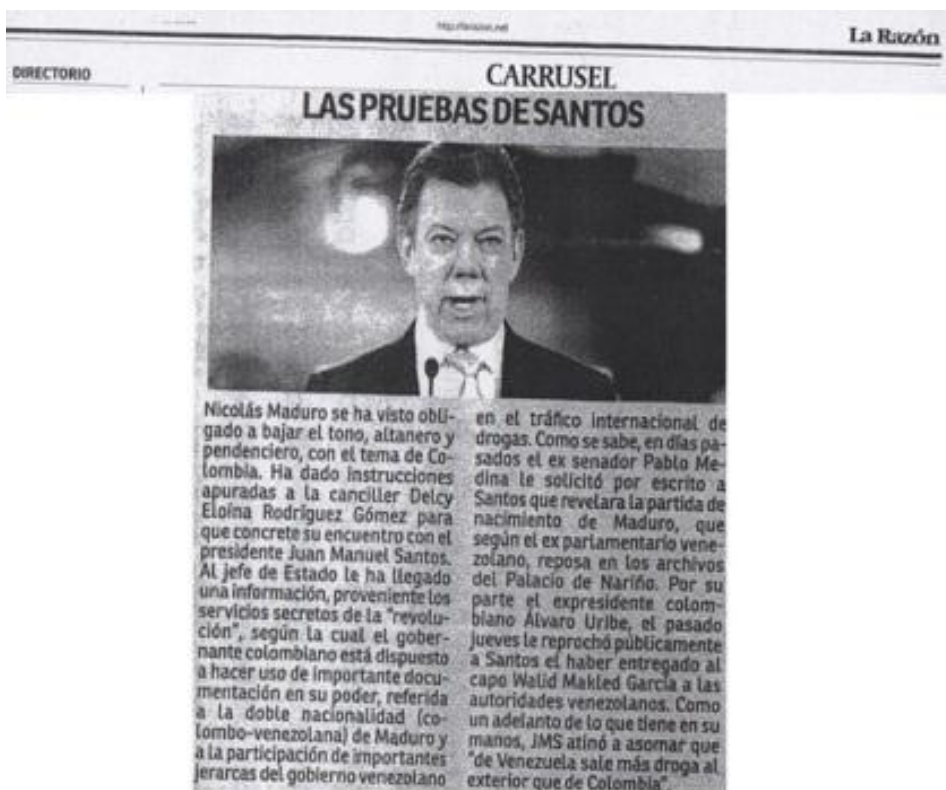 La Razón
DIRECTORIO
CARRUSEL
LAS PRUEBAS DE SANTOS
Nicolás Maduro se ha visto obli-
gado a bajar el tono, altanero y
pendenciero, con el tema de Co-
lombia. Ha dado instrucciones
apuradas a la canciller Delcy
Eloína Rodríguez Gómez para
que concrete su encuentro con el
presidente Juan Manuel Santos.
Al jefe de Estado le ha llegado
una información, proveniente los
servicios secretos de la "revolu-
ción", según la cual el gober-
nante colombiano está dispuesto
a hacer uso de importante docu-
mentación en su poder, referida
a la doble nacionalidad (co-
lombo-venezolana) de Maduro y
a la participación de importantes
jerarcas del gobierno venezolano
en el tráfico internacional de
drogas. Como se sabe, en días pa-
sados el ex senador Pablo Me-
dina le solicitó por escrito a
Santos que revelara la partida de
nacimiento de Maduro, que
según el ex parlamentario vene-
zolano, reposa en los archivos
del Palacio de Nariño. Por su
parte el expresidente colom-
biano Álvaro Uribe, el pasado
jueves le reprochó públicamente
a Santos el haber entregado al
capo Walid Makled García a las
autoridades venezolanos. Como
un adelanto de lo que tiene en su
manos, JMS atinó a asomar que
"de Venezuela sale más droga al
exterior que de Colombia"